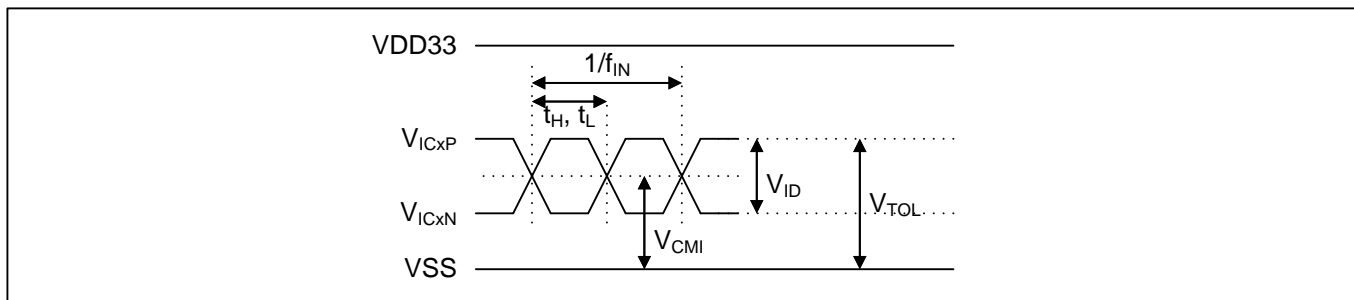 VDD33
1/fIN
tH, tL
VICxP
VID
VTOL
VICxN
VCMI
VSS